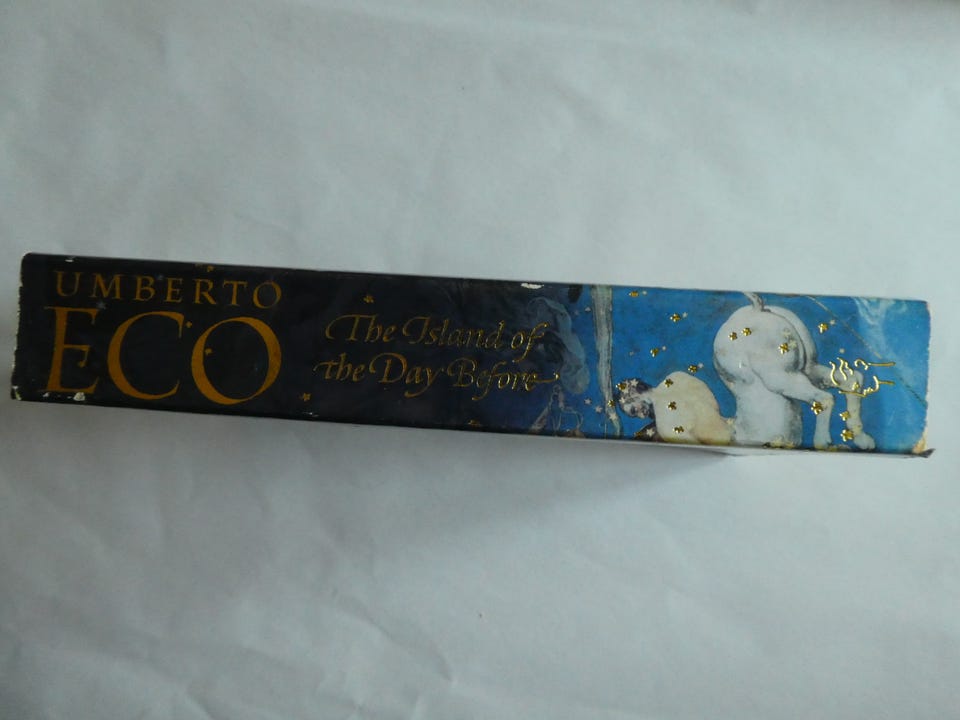 UMBERTO
ECO
The Island of
the Day Before